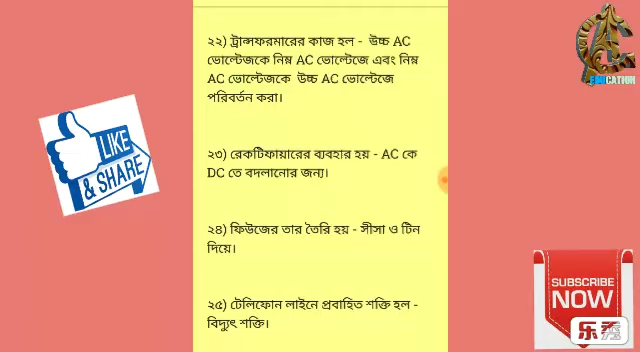 ২২) ট্রান্সফরমারের কাজ হল - উচ্চ AC
ভোল্টেজকে নিম্ন AC ভোল্টেজে এবং নিম্ন
AC ভোল্টেজকে উচ্চ AC ভোল্টেজে
পরিবর্তন করা।
২৩) রেকটিফায়ারের ব্যবহার হয় - AC কে
DC তে বদলানোর জন্য।
২৪) ফিউজের তার তৈরি হয় - সীসা ও টিন
দিয়ে।
২৫) টেলিফোন লাইনে প্রবাহিত শক্তি হল -
বিদ্যুৎ শক্তি।
LIKE
& SHARE
EDUCATION
SUBSCRIBE
NOW
乐秀